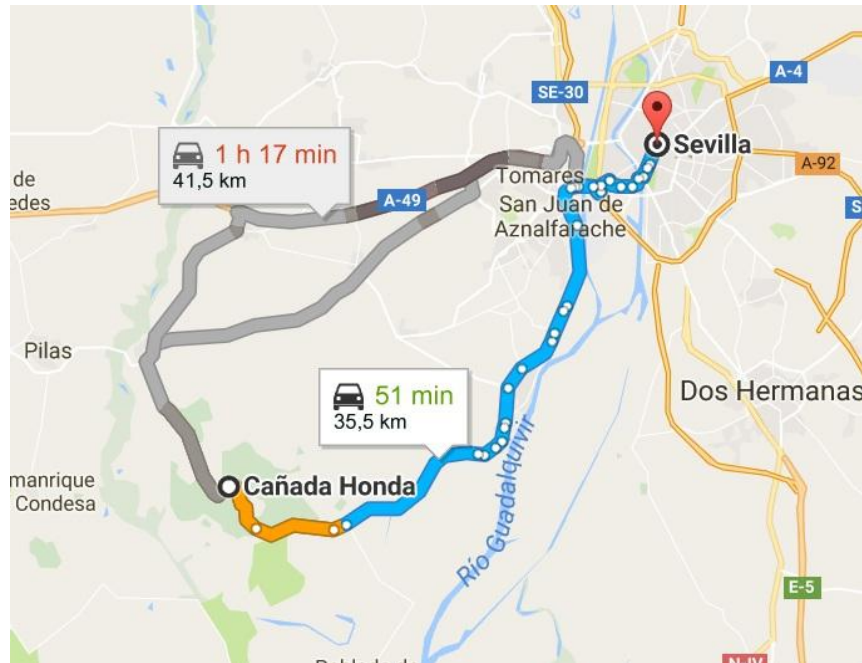 A-4
SE-30
Sevilla
1 h 17 min
41,5 km
A-92
de
Tomares
edes
A-49
San Juan de
Aznalfarache
S
Pilas
51 min
35,5 km
Dos Hermanas
manrique
Condesa
Cañada Honda
Río Guadalquivir
E-5
N-IV